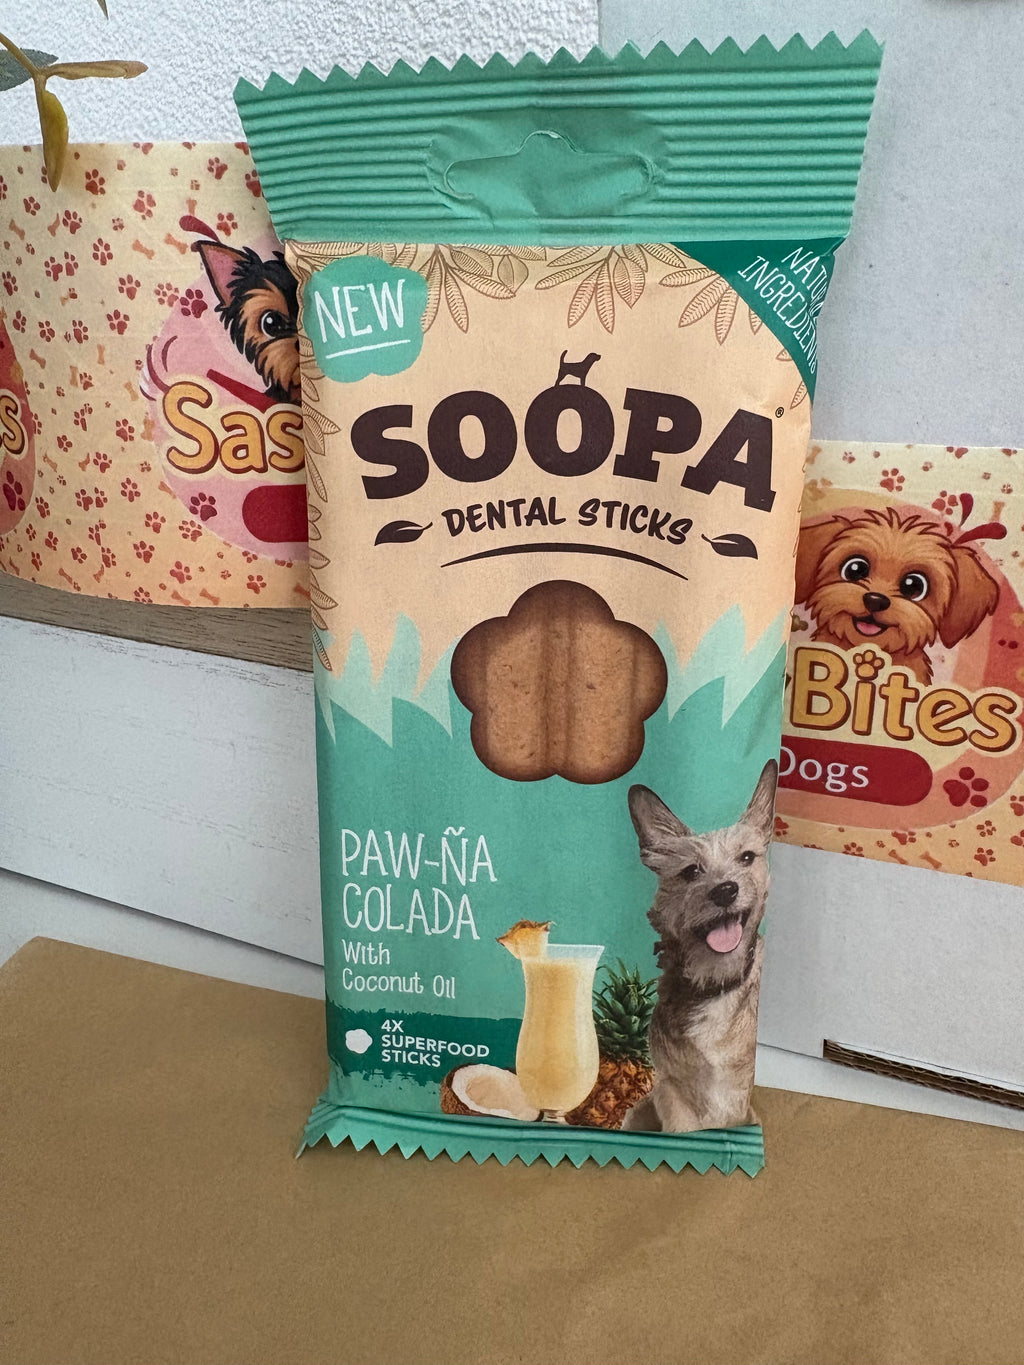 NEW
NATURAL
INGREDIENTS
SOOPA®
DENTAL STICKS
s
Sas
Bites
Dogs
PAW-ÑA
COLADA
With
Coconut Oil
4X
SUPERFOOD
STICKS